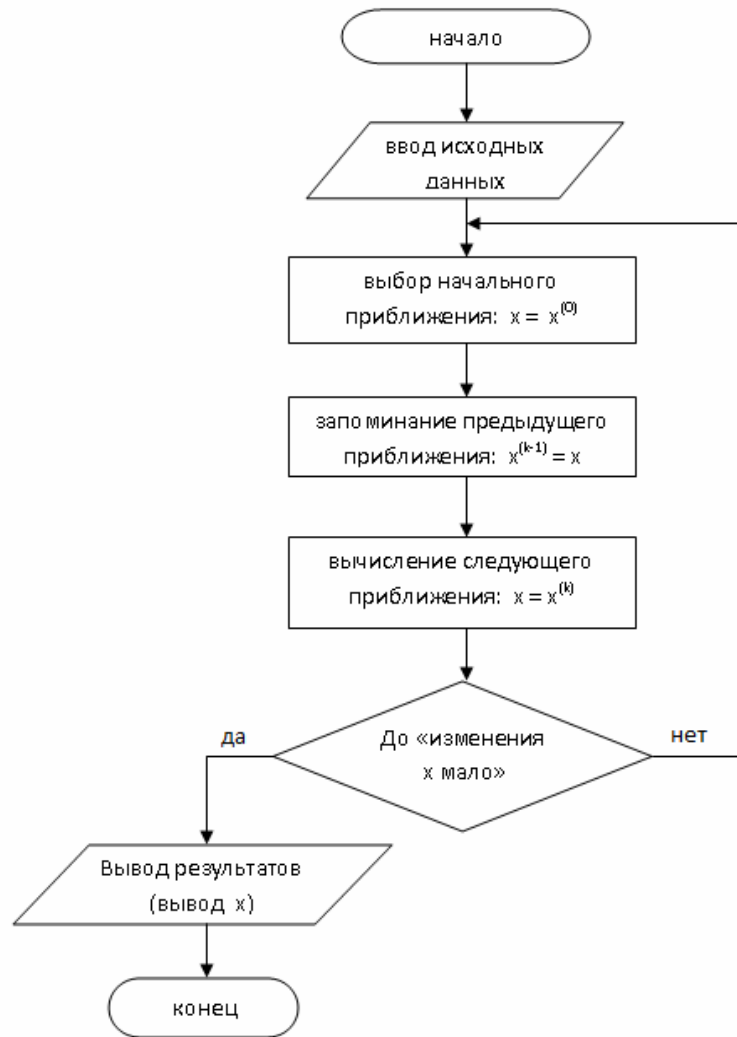 начало
ввод исходных
данных
выбор начального
приближения: x = x⁽⁰⁾
запоминание предыдущего
приближения: x⁽ᵏ⁻¹⁾ = x
вычисление следующего
приближения: x = x⁽ᵏ⁾
До «изменения
x мало»
да
нет
Вывод результатов
(вывод x)
конец